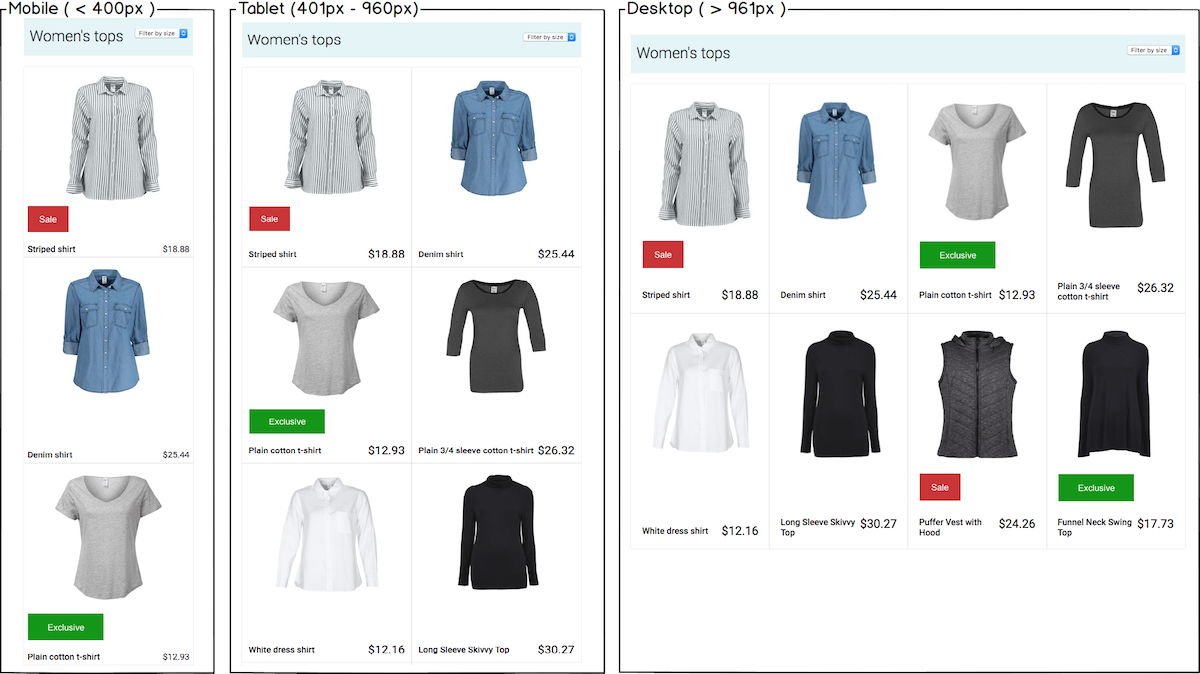 Mobile ( < 400px )
Women's tops
Filter by size
Sale
Striped shirt $18.88
Denim shirt $25.44
Exclusive
Plain cotton t-shirt $12.93
Tablet (401px - 960px)
Women's tops
Filter by size
Sale
Striped shirt $18.88
Denim shirt $25.44
Exclusive
Plain cotton t-shirt $12.93
Plain 3/4 sleeve cotton t-shirt $26.32
White dress shirt $12.16
Long Sleeve Skivvy Top $30.27
Desktop ( > 961px )
Women's tops
Filter by size
Sale
Striped shirt $18.88
Denim shirt $25.44
Exclusive
Plain cotton t-shirt $12.93
Plain 3/4 sleeve $26.32
cotton t-shirt
White dress shirt $12.16
Long Sleeve Skivvy $30.27
Top
Sale
Puffer Vest with $24.26
Hood
Exclusive
Funnel Neck Swing $17.73
Top